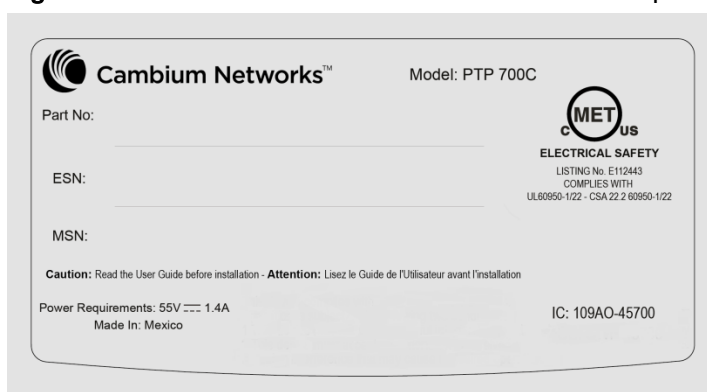 Cambium Networks™
Model: PTP 700C
Part No:
MET
c US
ELECTRICAL SAFETY
LISTING No. E112443
COMPLIES WITH
UL60950-1/22 - CSA 22.2 60950-1/22
ESN:
MSN:
Caution: Read the User Guide before installation - Attention: Lisez le Guide de l'Utilisateur avant l'installation
Power Requirements: 55V ⎓ 1.4A
Made In: Mexico
IC: 109AO-45700